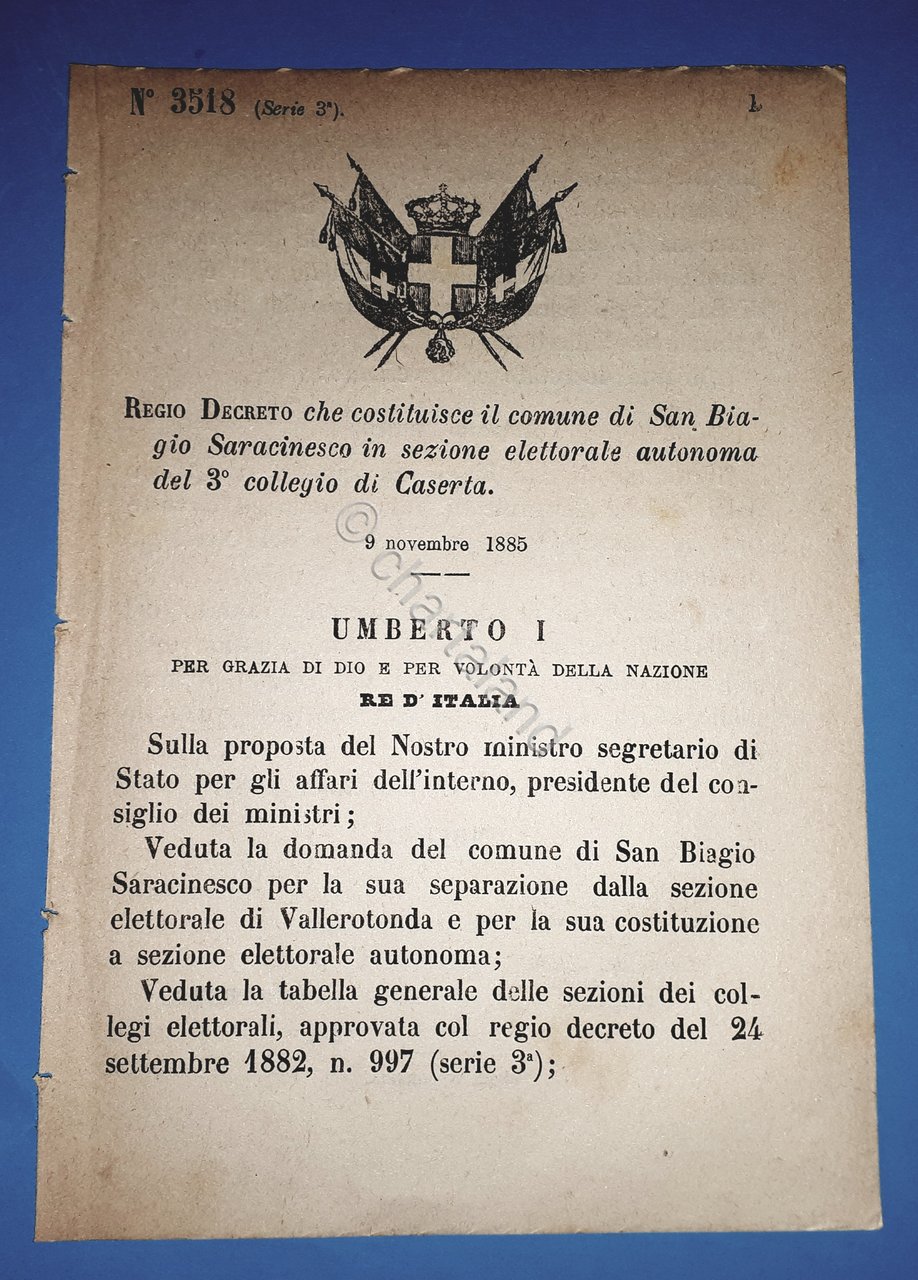 N° 3518 (Serie 3ª). 1
REGIO DECRETO che costituisce il comune di San Bia-
gio Saracinesco in sezione elettorale autonoma
del 3° collegio di Caserta.
9 novembre 1885
UMBERTO I
PER GRAZIA DI DIO E PER VOLONTÀ DELLA NAZIONE
RE D' ITALIA
Sulla proposta del Nostro ministro segretario di
Stato per gli affari dell'interno, presidente del con-
siglio dei ministri;
Veduta la domanda del comune di San Biagio
Saracinesco per la sua separazione dalla sezione
elettorale di Vallerotonda e per la sua costituzione
a sezione elettorale autonoma;
Veduta la tabella generale delle sezioni dei col-
legi elettorali, approvata col regio decreto del 24
settembre 1882, n. 997 (serie 3ª);
© chartaland